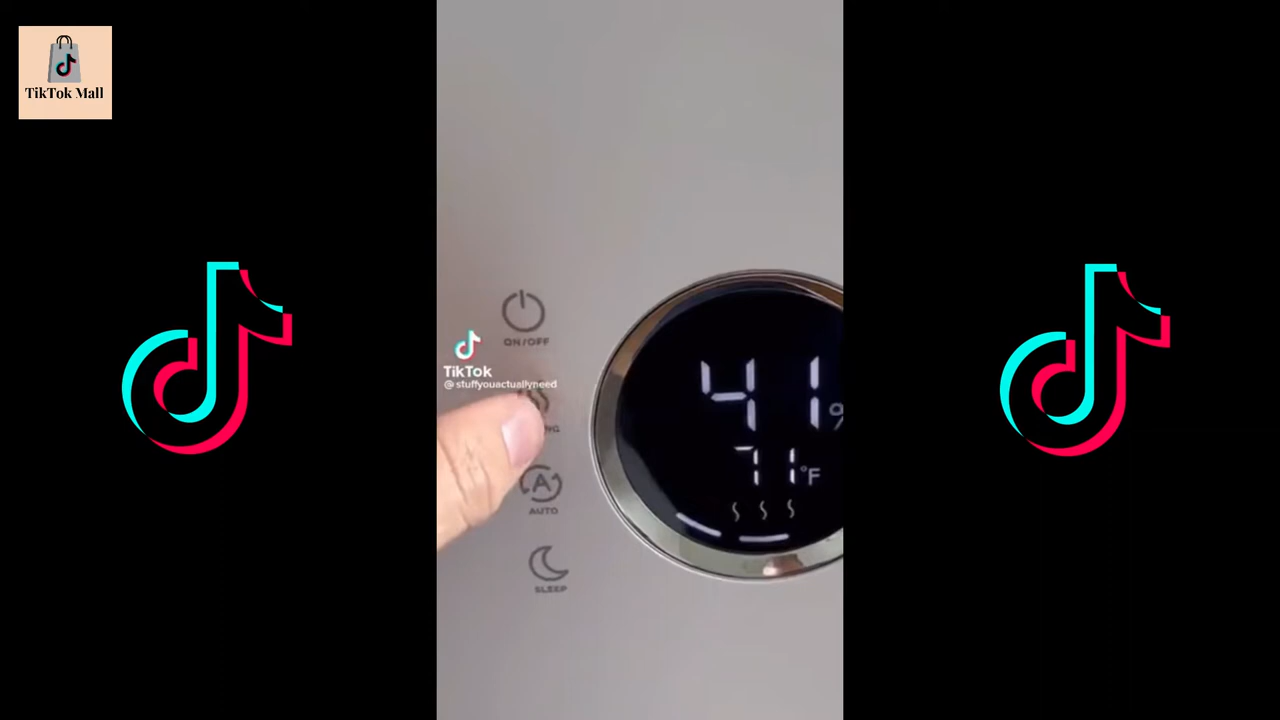 TikTok Mall
ON/OFF
TikTok
@stuffyouactuallyneed
41%
71°F
A
AUTO
SLEEP